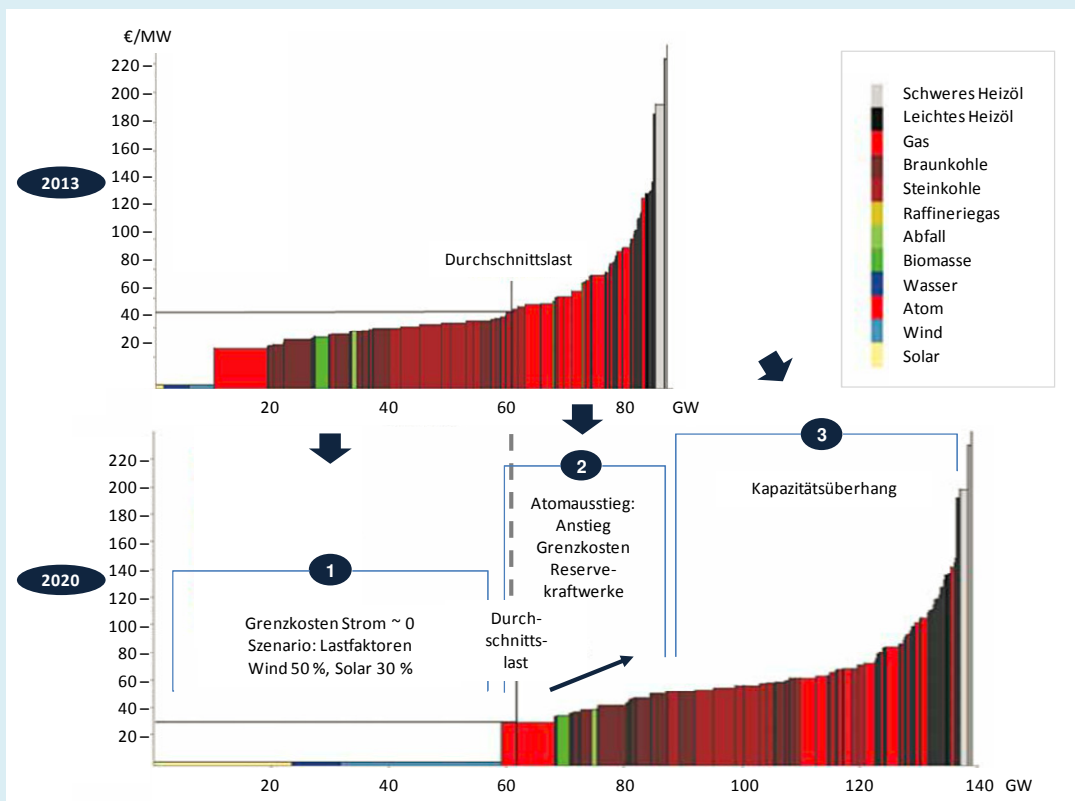 €/MW
220
200
180
160
140
120
100
80
60
40
20
2013
Durchschnittslast
20
40
60
80
GW
Schweres Heizöl
Leichtes Heizöl
Gas
Braunkohle
Steinkohle
Raffineriegas
Abfall
Biomasse
Wasser
Atom
Wind
Solar
220
200
180
160
140
120
100
80
60
40
20
2020
1
Grenzkosten Strom ~ 0
Szenario: Lastfaktoren
Wind 50 %, Solar 30 %
2
Atomausstieg:
Anstieg
Grenzkosten
Reserve-
kraftwerke
Durch-
schnitts-
last
3
Kapazitätsüberhang
20
40
60
80
100
120
140
GW